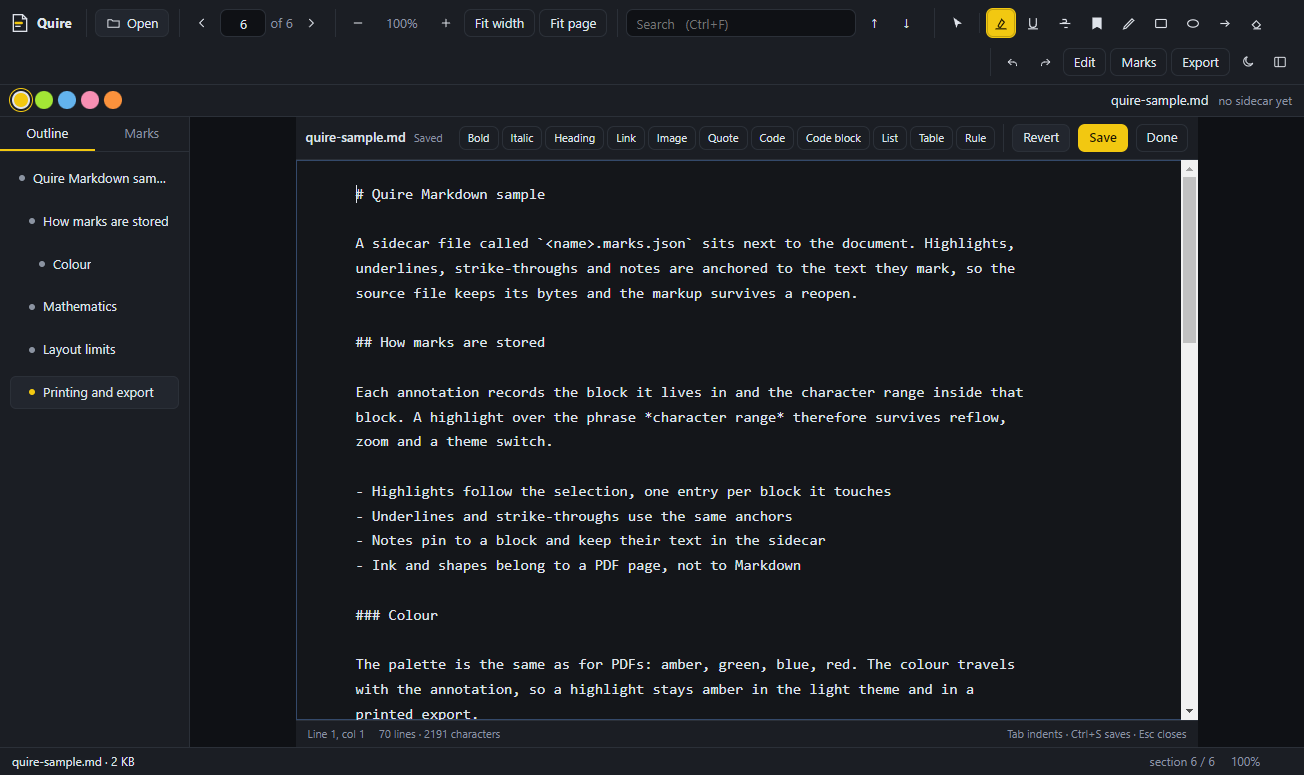 Quire Open 6 of 6 100% Fit width Fit page Search (Ctrl+F)
Edit Marks Export
quire-sample.md no sidecar yet
Outline Marks
Quire Markdown sam...
How marks are stored
Colour
Mathematics
Layout limits
Printing and export
quire-sample.md Saved Bold Italic Heading Link Image Quote Code Code block List Table Rule Revert Save Done
# Quire Markdown sample
A sidecar file called `<name>.marks.json` sits next to the document. Highlights,
underlines, strike-throughs and notes are anchored to the text they mark, so the
source file keeps its bytes and the markup survives a reopen.
## How marks are stored
Each annotation records the block it lives in and the character range inside that
block. A highlight over the phrase *character range* therefore survives reflow,
zoom and a theme switch.
- Highlights follow the selection, one entry per block it touches
- Underlines and strike-throughs use the same anchors
- Notes pin to a block and keep their text in the sidecar
- Ink and shapes belong to a PDF page, not to Markdown
### Colour
The palette is the same as for PDFs: amber, green, blue, red. The colour travels
with the annotation, so a highlight stays amber in the light theme and in a
printed export.
Line 1, col 1 70 lines · 2191 characters Tab indents · Ctrl+S saves · Esc closes
quire-sample.md · 2 KB section 6 / 6 100%